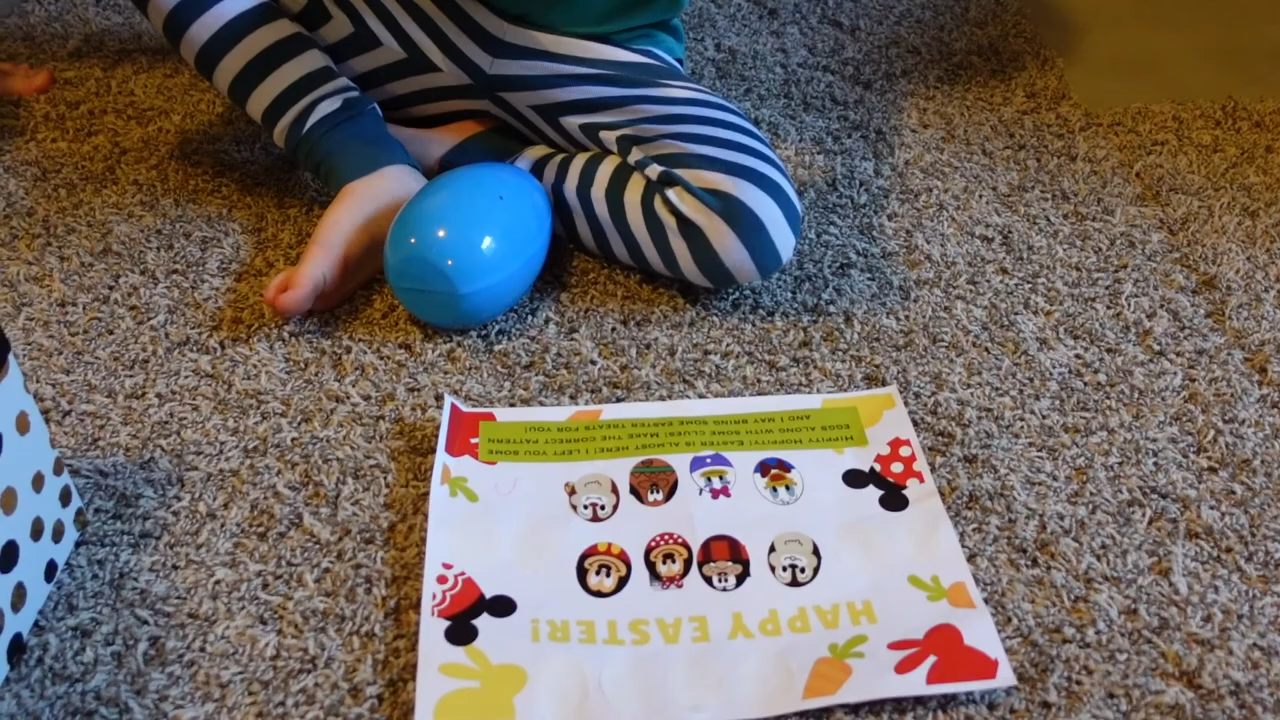 HAPPY EASTER!
HIPPITY HOPPITY! EASTER IS ALMOST HERE! I LEFT YOU SOME
EGGS ALONG WITH SOME CLUES! MAKE THE CORRECT PATTERN
AND I MAY BRING SOME EASTER TREATS FOR YOU!